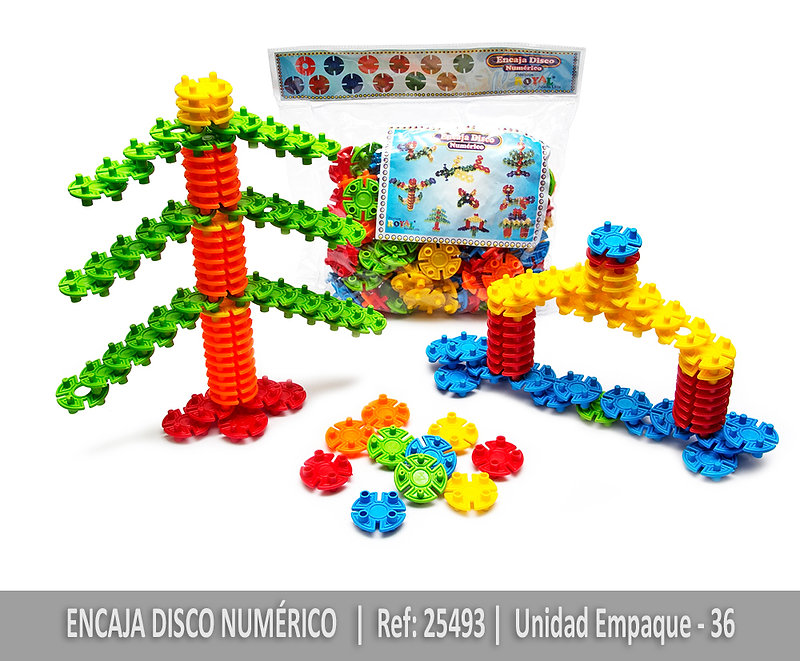 Encaja Disco
Numérico
ROYAL
Encaja Disco
Numérico
ROYAL
ENCAJA DISCO NUMÉRICO | Ref: 25493 | Unidad Empaque - 36